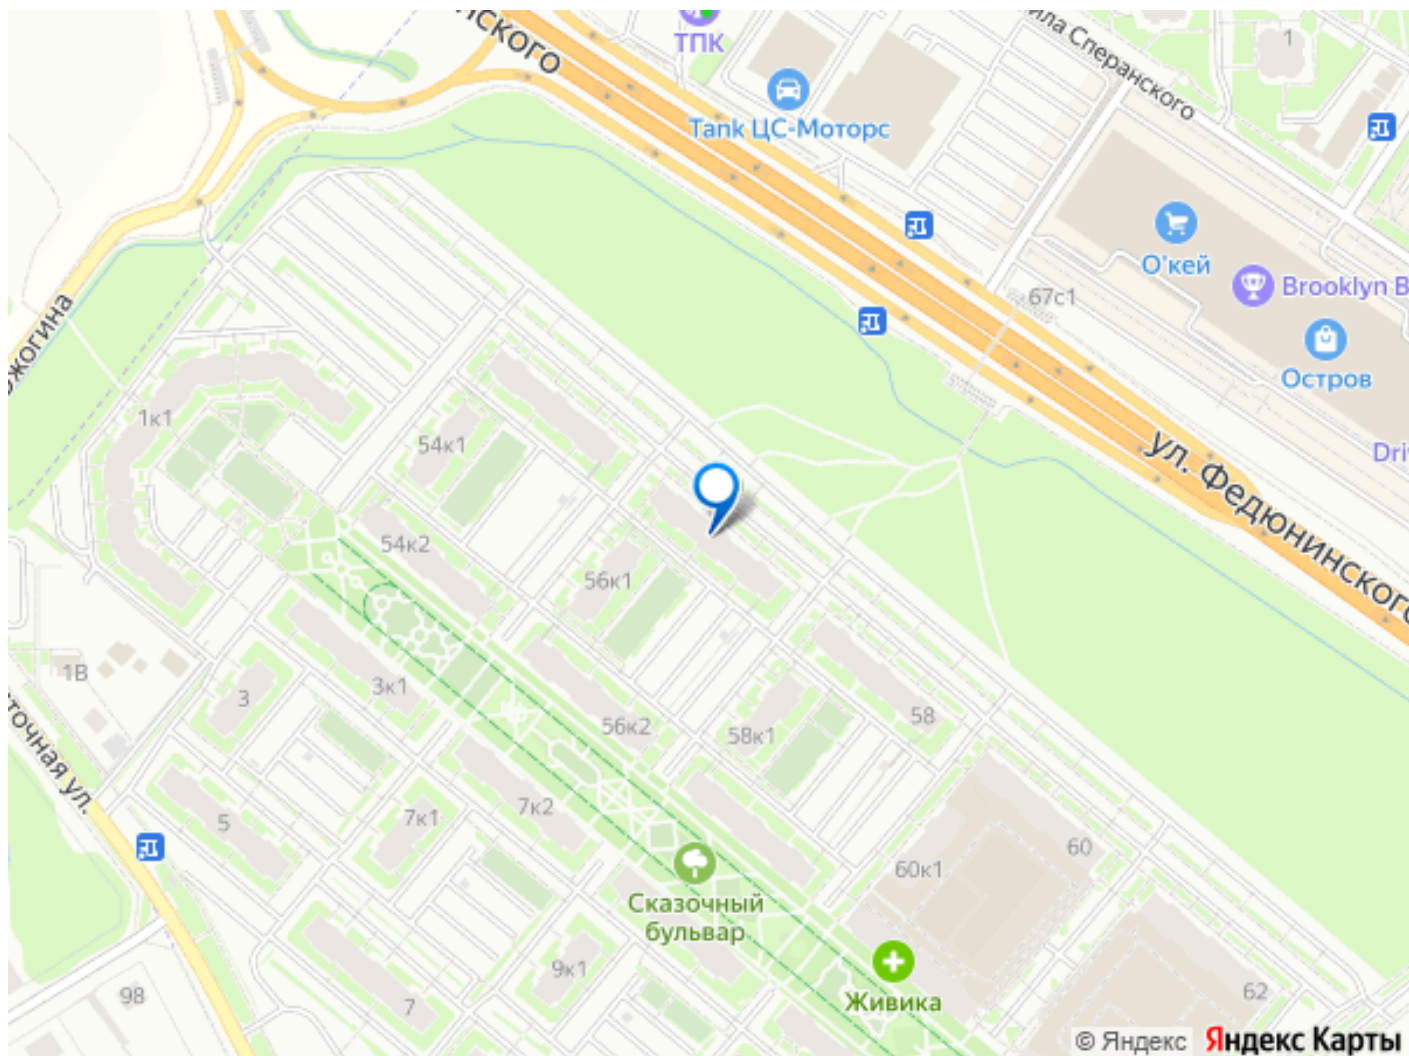 ТПК
нского
ила Сперанского
1
Tank ЦС-Моторс
О'кей
67с1
Brooklyn B
Остров
ожогина
1к1
54к1
Dri
ул. Федюнинского
54к2
56к1
1В
3
3к1
56к2
58к1
58
точная ул.
5
7к1
7к2
60
60к1
Сказочный
бульвар
9к1
98
7
Живика
62
© Яндекс Яндекс Карты